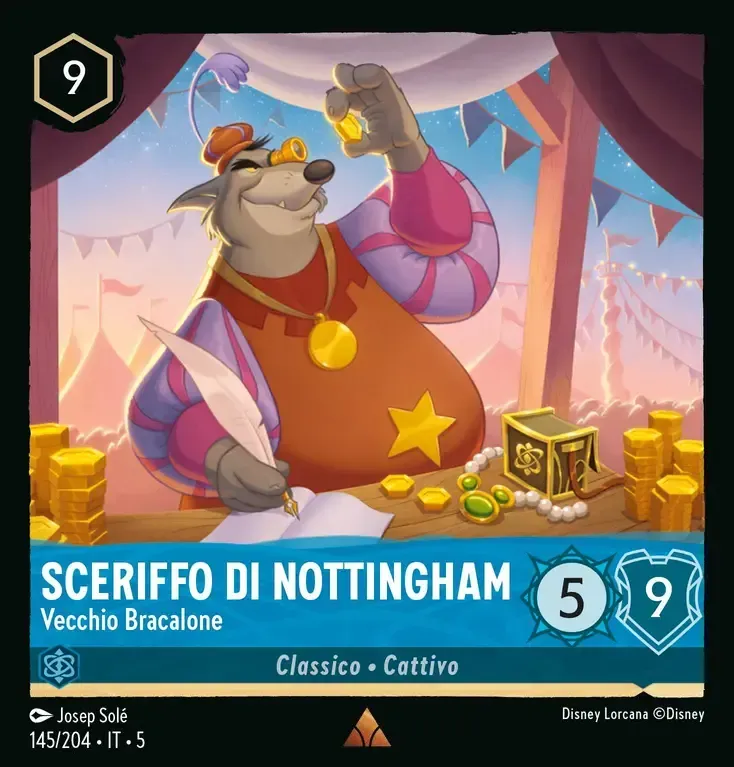 9
SCERIFFO DI NOTTINGHAM
Vecchio Bracalone
5
9
Classico • Cattivo
Josep Solé
Disney Lorcana ©Disney
145/204 • IT • 5